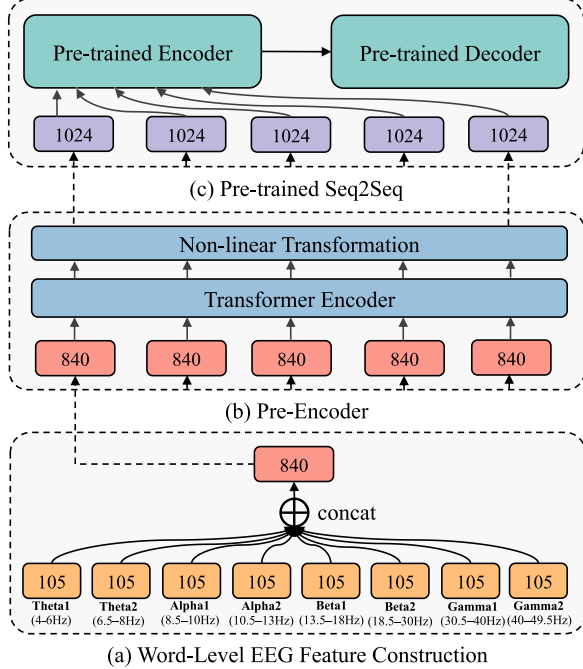 Pre-trained Encoder Pre-trained Decoder
1024 1024 1024 1024 1024
(c) Pre-trained Seq2Seq
Non-linear Transformation
Transformer Encoder
840 840 840 840 840
(b) Pre-Encoder
840
concat
105 105 105 105 105 105 105 105
Theta1 Theta2 Alpha1 Alpha2 Beta1 Beta2 Gamma1 Gamma2
(4-6Hz) (6.5–8Hz) (8.5–10Hz) (10.5–13Hz) (13.5–18Hz) (18.5–30Hz) (30.5–40Hz) (40–49.5Hz)
(a) Word-Level EEG Feature Construction